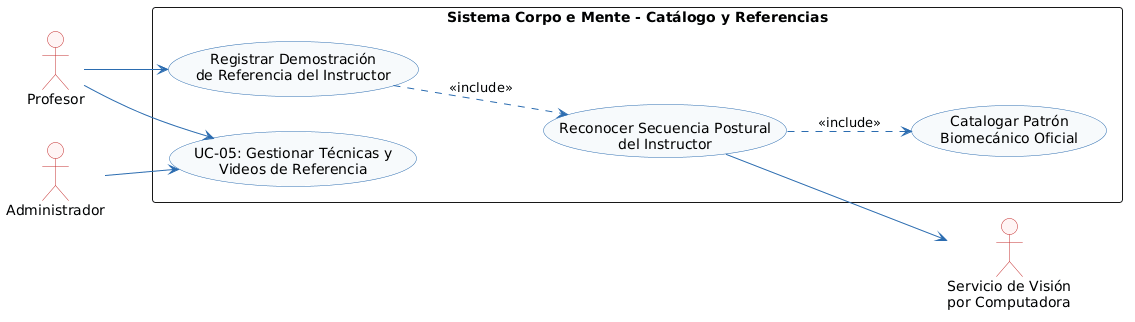 Sistema Corpo e Mente - Catálogo y Referencias
Profesor
Administrador
Registrar Demostración
de Referencia del Instructor
UC-05: Gestionar Técnicas y
Videos de Referencia
«include»
Reconocer Secuencia Postural
del Instructor
«include»
Catalogar Patrón
Biomecánico Oficial
Servicio de Visión
por Computadora